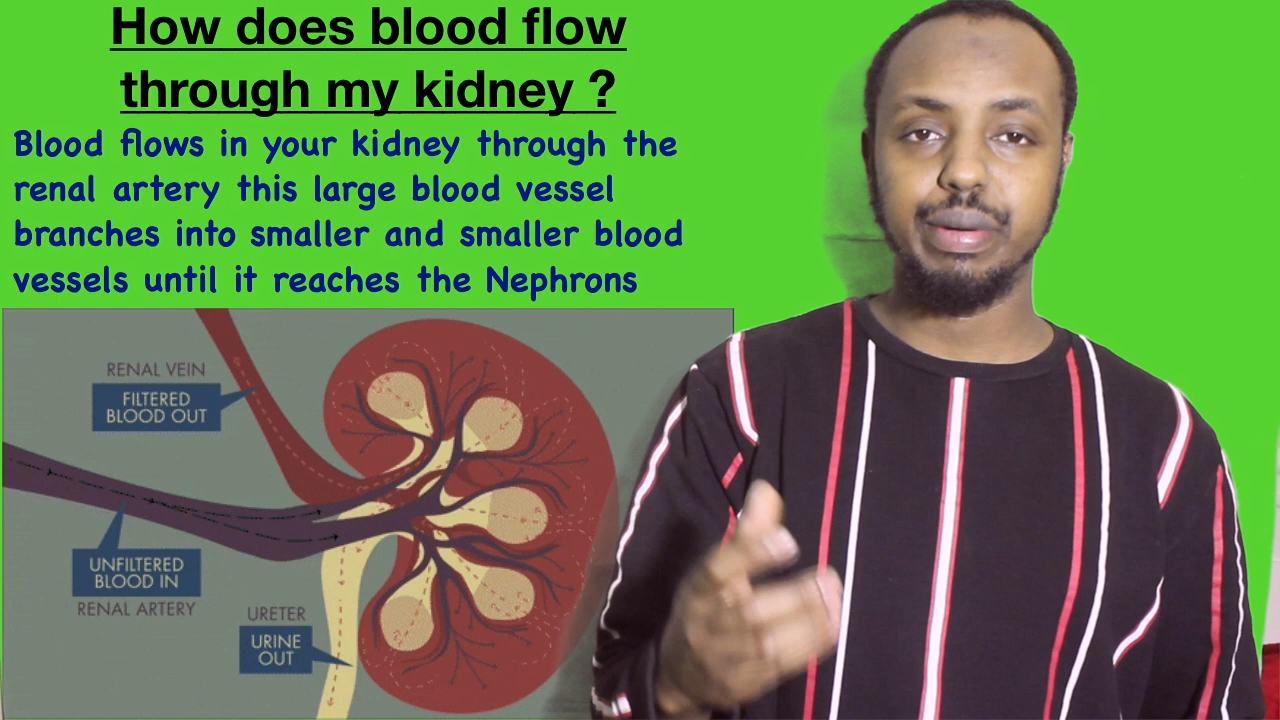 How does blood flow
through my kidney ?
Blood flows in your kidney through the
renal artery this large blood vessel
branches into smaller and smaller blood
vessels until it reaches the Nephrons
RENAL VEIN
FILTERED
BLOOD OUT
UNFILTERED
BLOOD IN
RENAL ARTERY
URETER
URINE
OUT